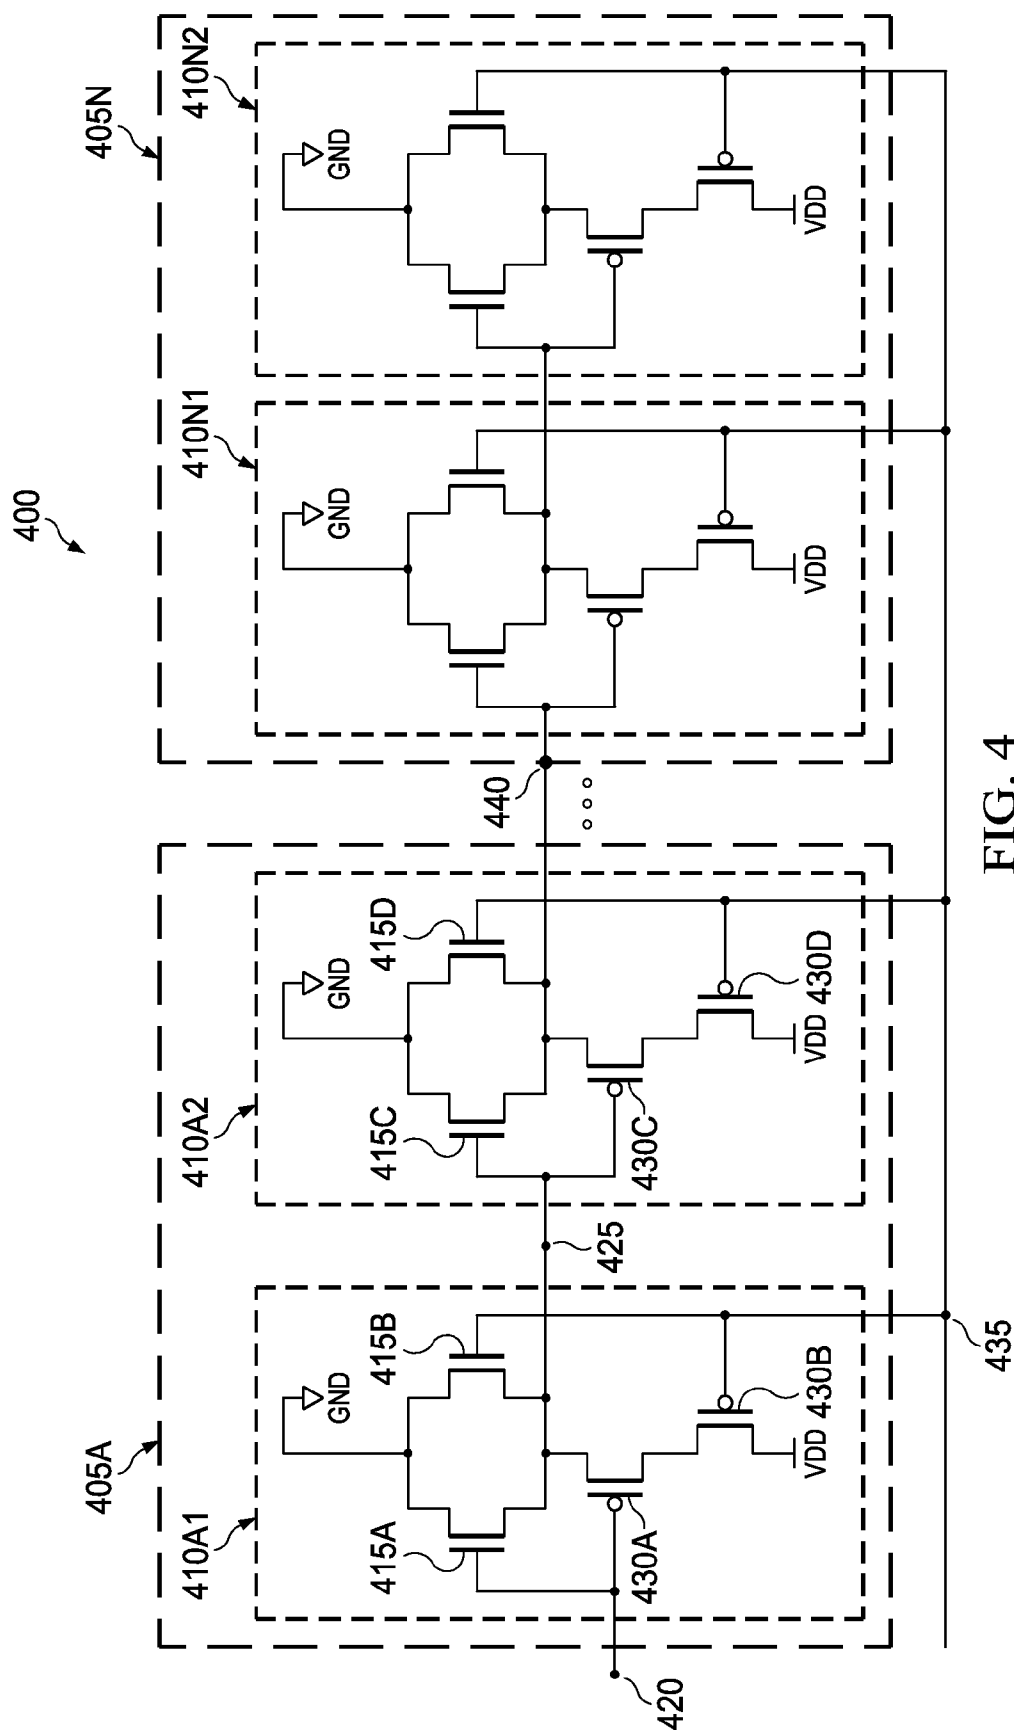 400
405A
405N
410A1
410A2
410N1
410N2
GND
GND
GND
GND
415A
415B
415C
415D
420
425
440
430A
430B
430C
430D
VDD
VDD
VDD
VDD
435
FIG. 4